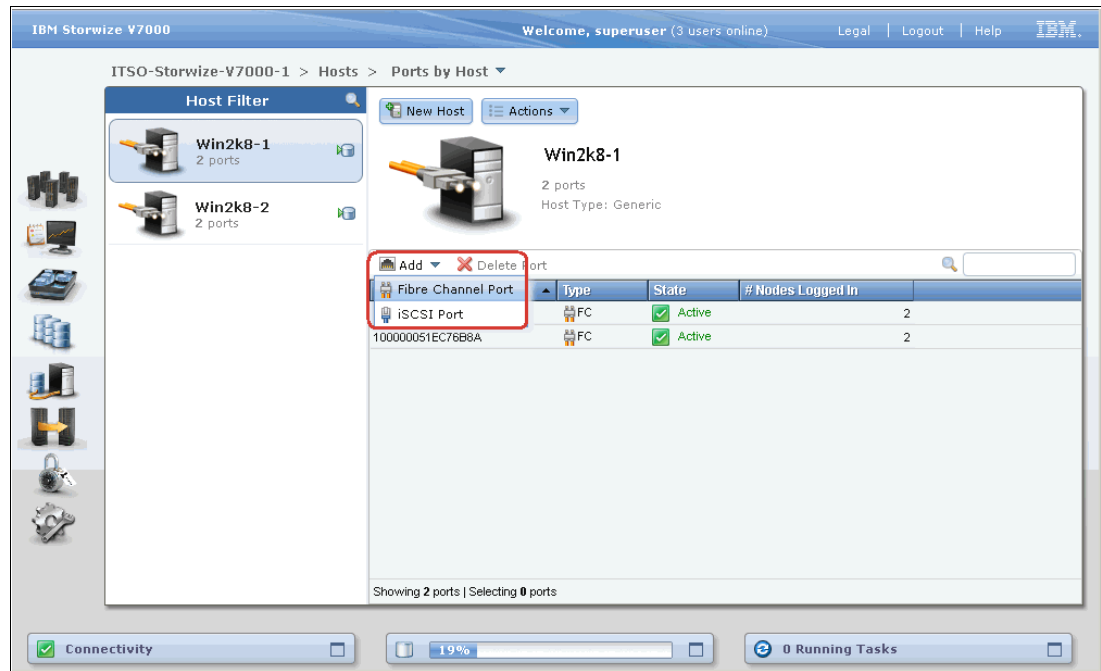 IBM Storwize V7000
Welcome, superuser (3 users online)
Legal | Logout | Help
IBM.
ITSO-Storwize-V7000-1 > Hosts > Ports by Host
Host Filter
Win2k8-1
2 ports
Win2k8-2
2 ports
New Host
Actions
Win2k8-1
2 ports
Host Type: Generic
Add
Delete Port
Fibre Channel Port
iSCSI Port
Type State # Nodes Logged In
FC Active 2
100000051EC76B8A FC Active 2
Showing 2 ports | Selecting 0 ports
Connectivity
19%
0 Running Tasks